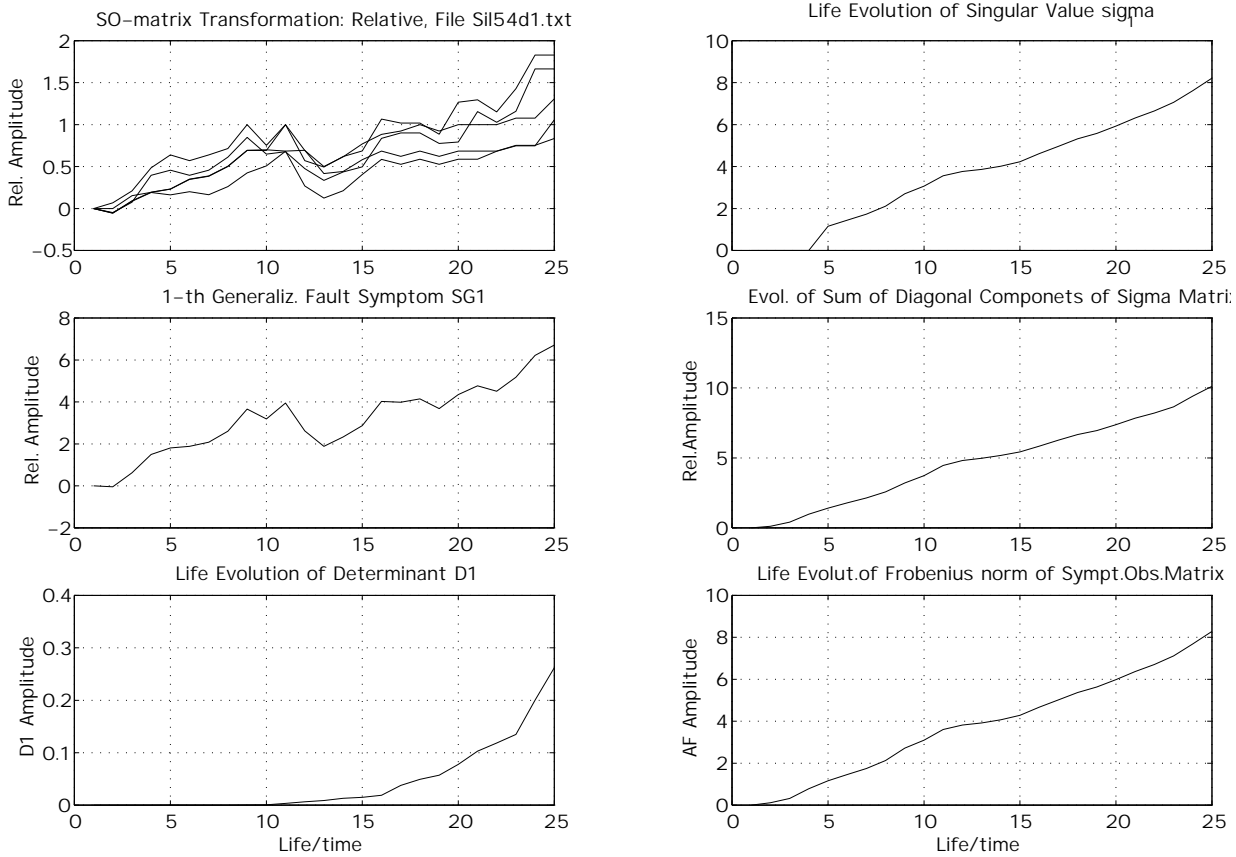 SO−matrix Transformation: Relative, File Sil54d1.txt
2
1.5
1
0.5
0
−0.5
Rel. Amplitude
0 5 10 15 20 25
Life Evolution of Singular Value sigma1
10
8
6
4
2
0
0 5 10 15 20 25
1−th Generaliz. Fault Symptom SG1
8
6
4
2
0
−2
Rel. Amplitude
0 5 10 15 20 25
Evol. of Sum of Diagonal Componets of Sigma Matri
15
10
5
0
Rel.Amplitude
0 5 10 15 20 25
Life Evolution of Determinant D1
0.4
0.3
0.2
0.1
0
D1 Amplitude
0 5 10 15 20 25
Life/time
Life Evolut.of Frobenius norm of Sympt.Obs.Matrix
10
8
6
4
2
0
AF Amplitude
0 5 10 15 20 25
Life/time